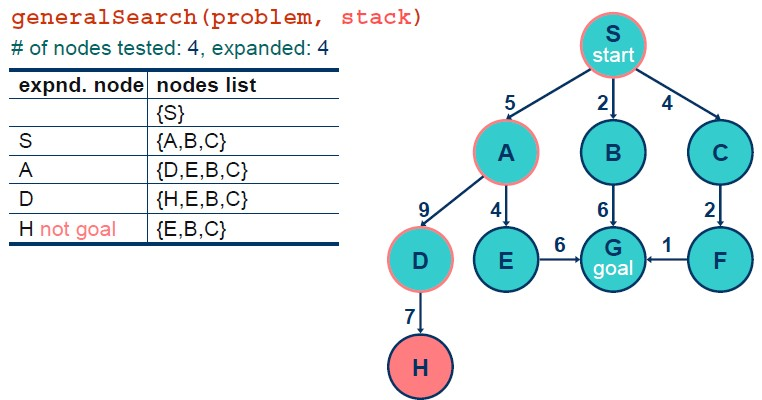 generalSearch(problem, stack)
# of nodes tested: 4, expanded: 4
expnd. node nodes list
{S}
S {A,B,C}
A {D,E,B,C}
D {H,E,B,C}
H not goal {E,B,C}
S
start
5 2 4
A B C
9 4 6 2
D E 6 G 1 F
goal
7
H